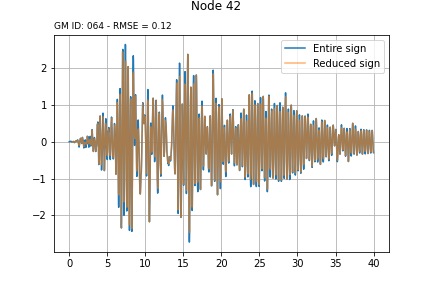 Node 42
GM ID: 064 - RMSE = 0.12
Entire sign
Reduced sign
2
1
0
−1
−2
0 5 10 15 20 25 30 35 40